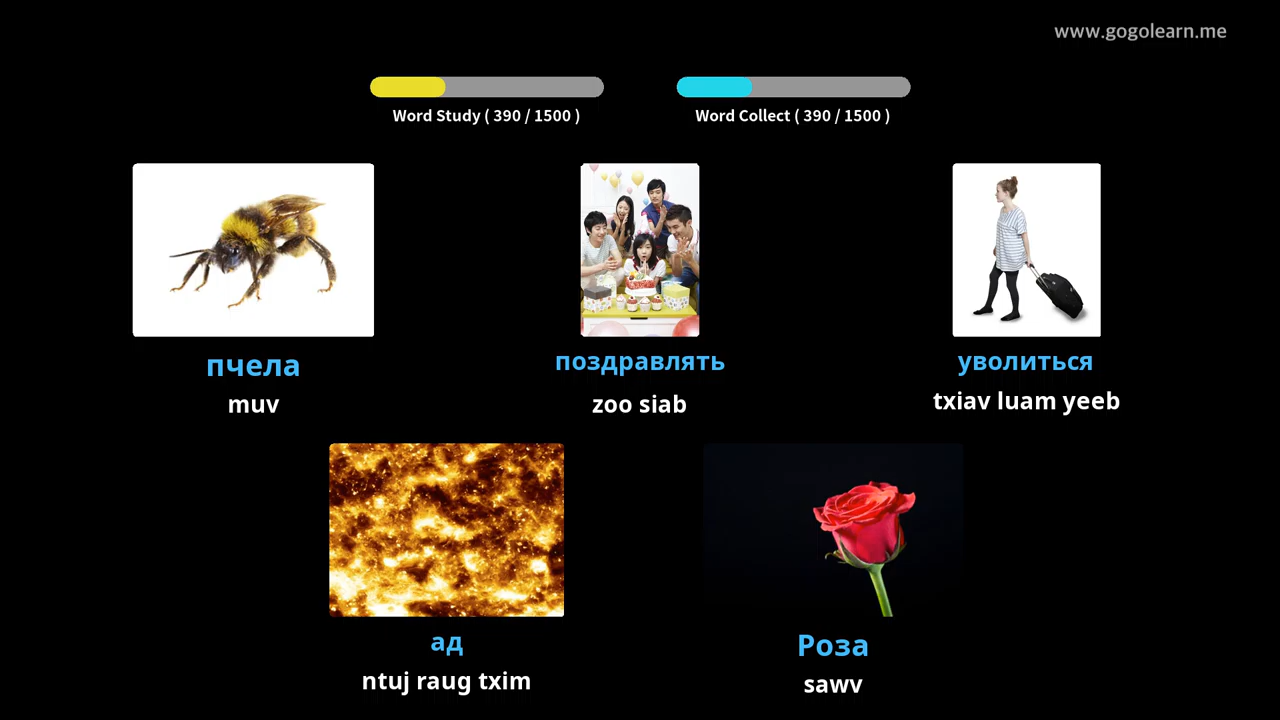 www.gogolearn.me
Word Study ( 390 / 1500 )
Word Collect ( 390 / 1500 )
пчела
muv
поздравлять
zoo siab
уволиться
txiav luam yeeb
ад
ntuj raug txim
Роза
sawv